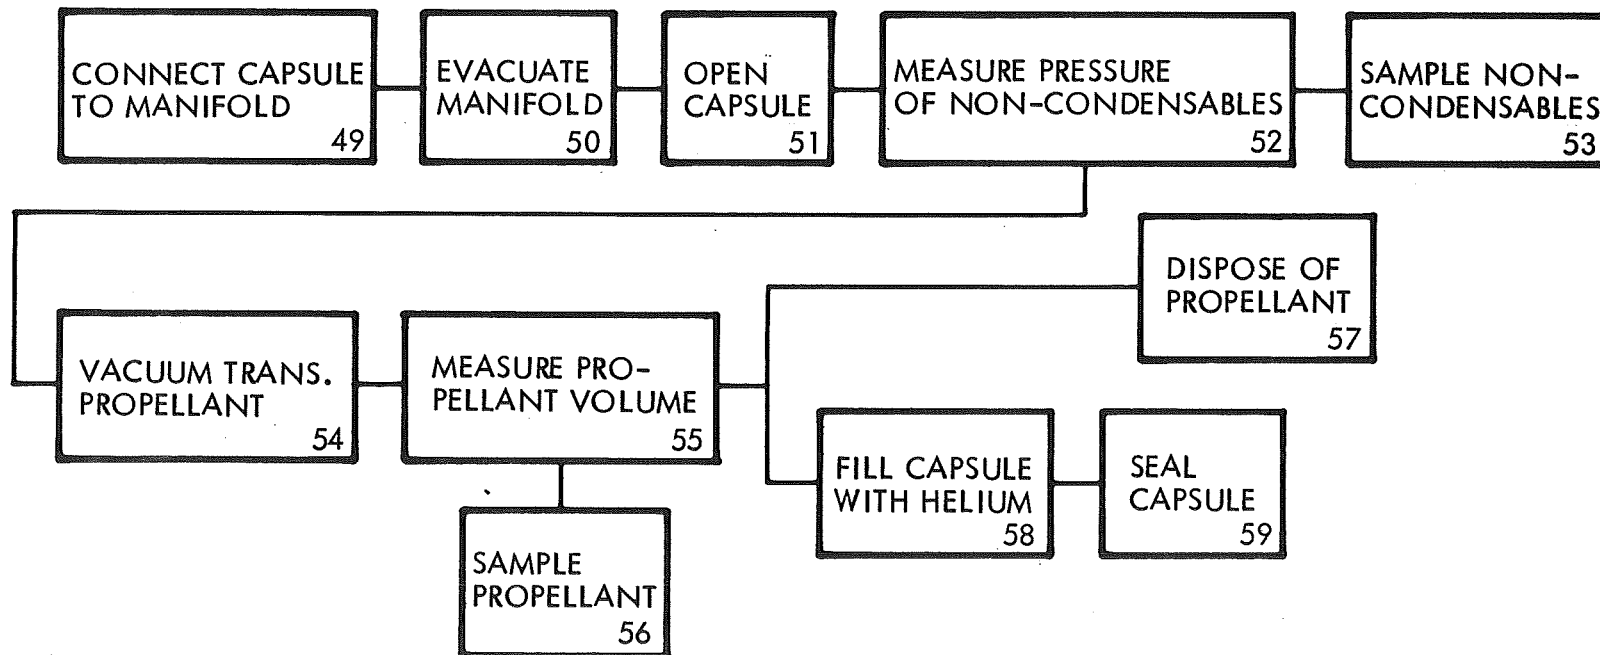 CONNECT CAPSULE
TO MANIFOLD
49
EVACUATE
MANIFOLD
50
OPEN
CAPSULE
51
MEASURE PRESSURE
OF NON-CONDENSABLES
52
SAMPLE NON-
CONDENSABLES
53
VACUUM TRANS.
PROPELLANT
54
MEASURE PRO-
PELLANT VOLUME
55
SAMPLE
PROPELLANT
56
DISPOSE OF
PROPELLANT
57
FILL CAPSULE
WITH HELIUM
58
SEAL
CAPSULE
59